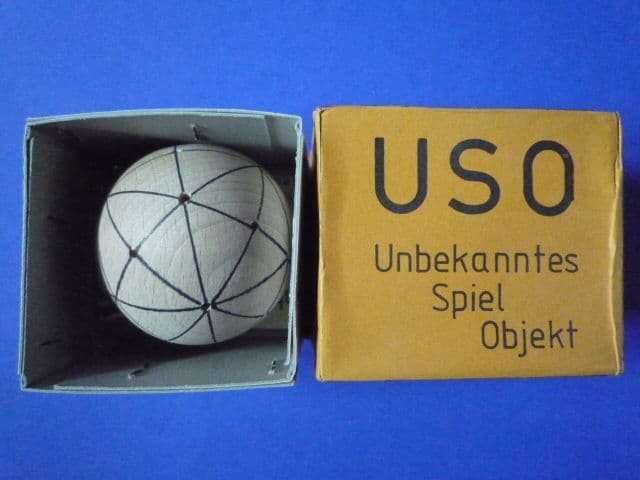 USO
Unbekanntes
Spiel
Objekt